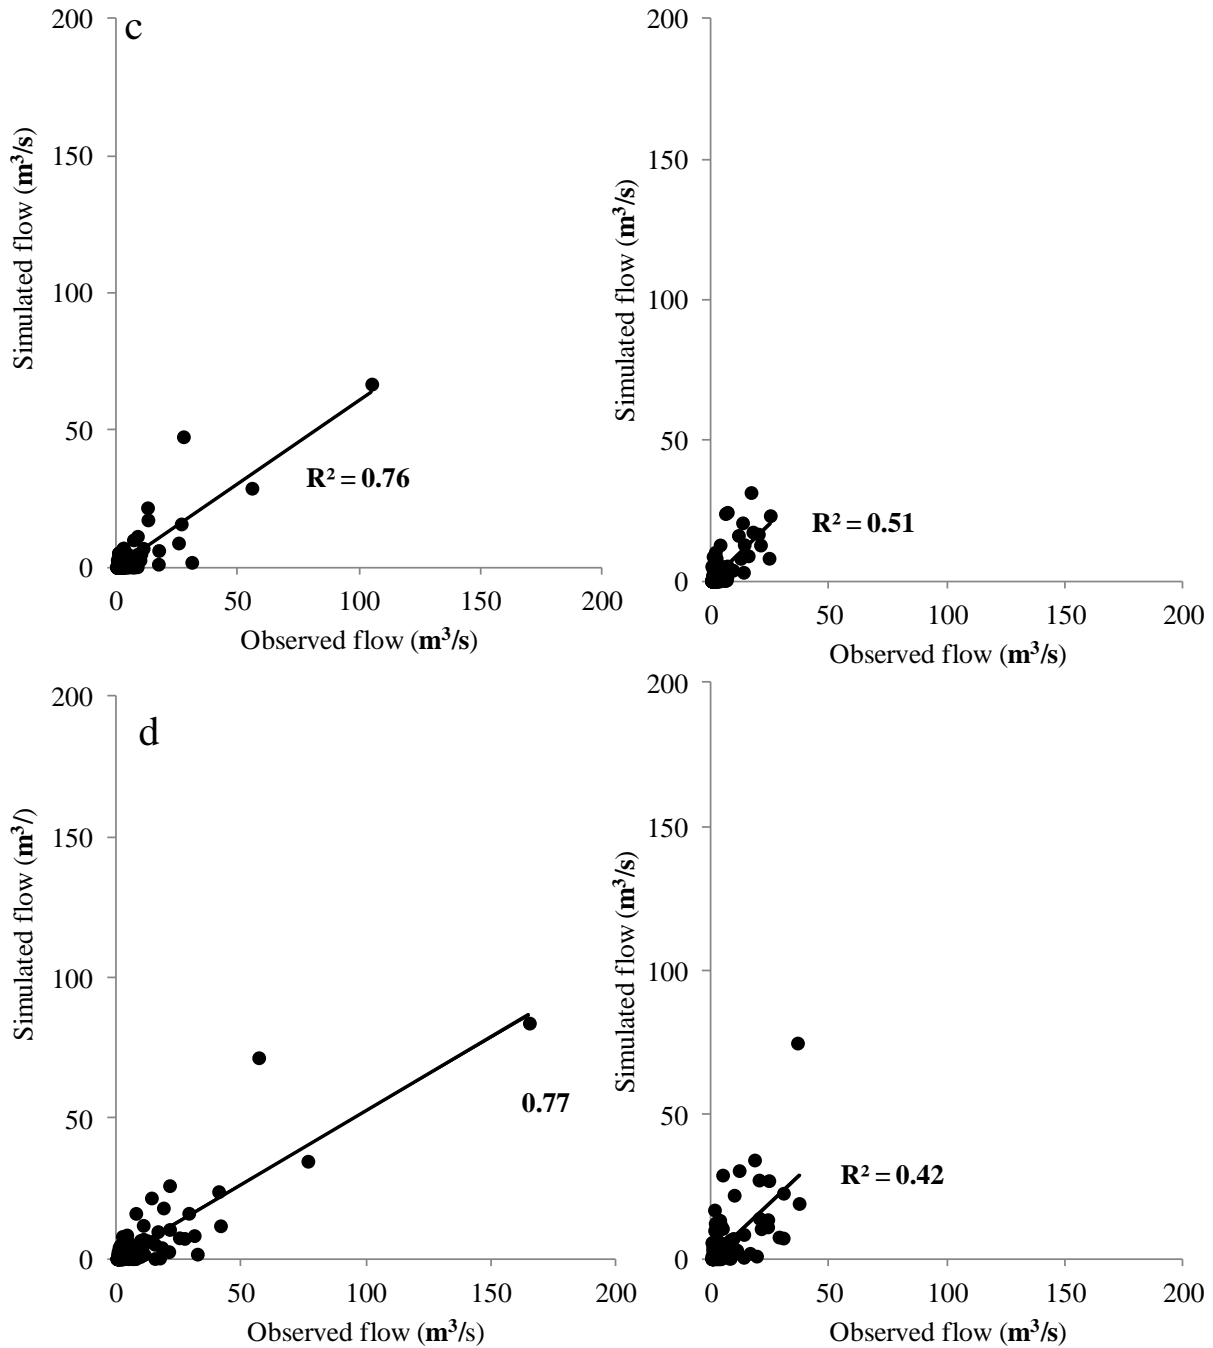 c
200
150
100
50
0
0 50 100 150 200
Simulated flow (m³/s)
Observed flow (m³/s)
R² = 0.76
200
150
100
50
0
0 50 100 150 200
Simulated flow (m³/s)
Observed flow (m³/s)
R² = 0.51
d
200
150
100
50
0
0 50 100 150 200
Simulated flow (m³/)
Observed flow (m³/s)
0.77
200
150
100
50
0
0 50 100 150 200
Simulated flow (m³/s)
Observed flow (m³/s)
R² = 0.42